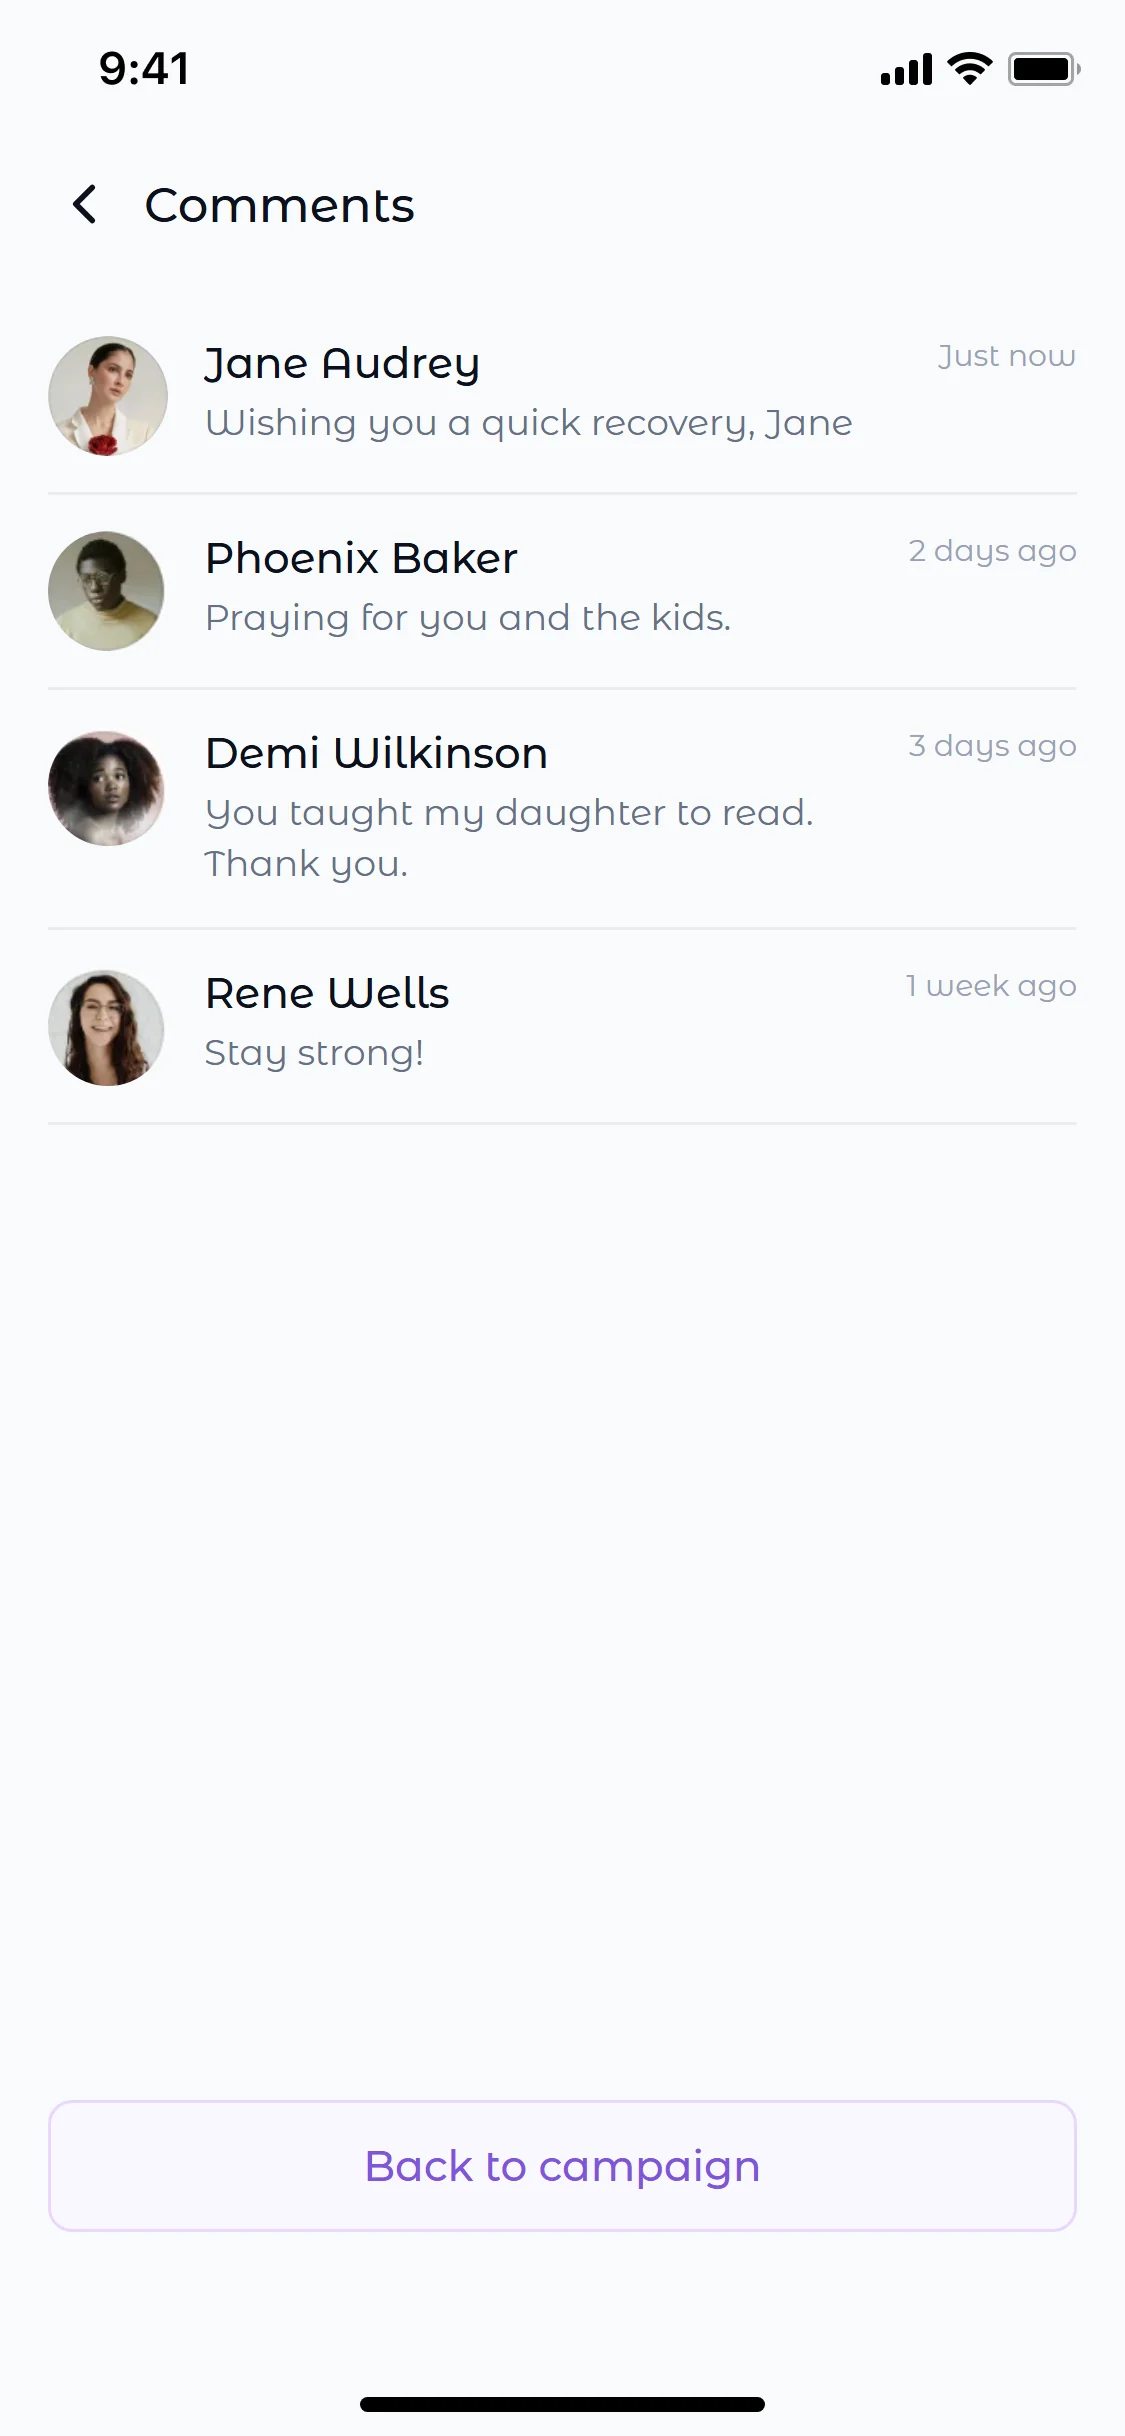 9:41
Comments
Jane Audrey
Just now
Wishing you a quick recovery, Jane
Phoenix Baker
2 days ago
Praying for you and the kids.
Demi Wilkinson
3 days ago
You taught my daughter to read.
Thank you.
Rene Wells
1 week ago
Stay strong!
Back to campaign